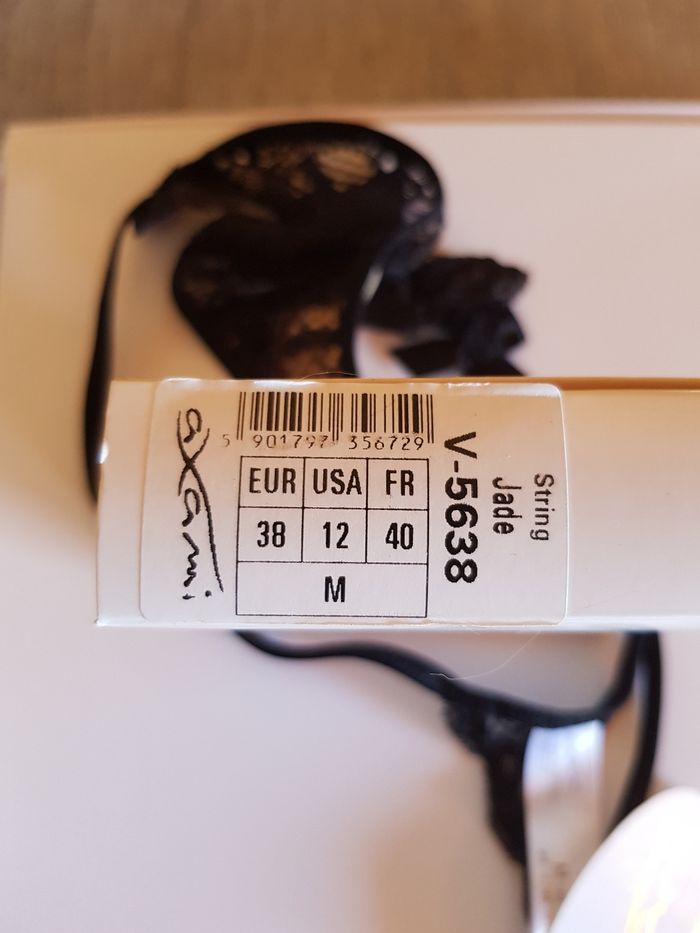 axami
5 901797 356729
EUR USA FR
38 12 40
M
String
Jade
V-5638